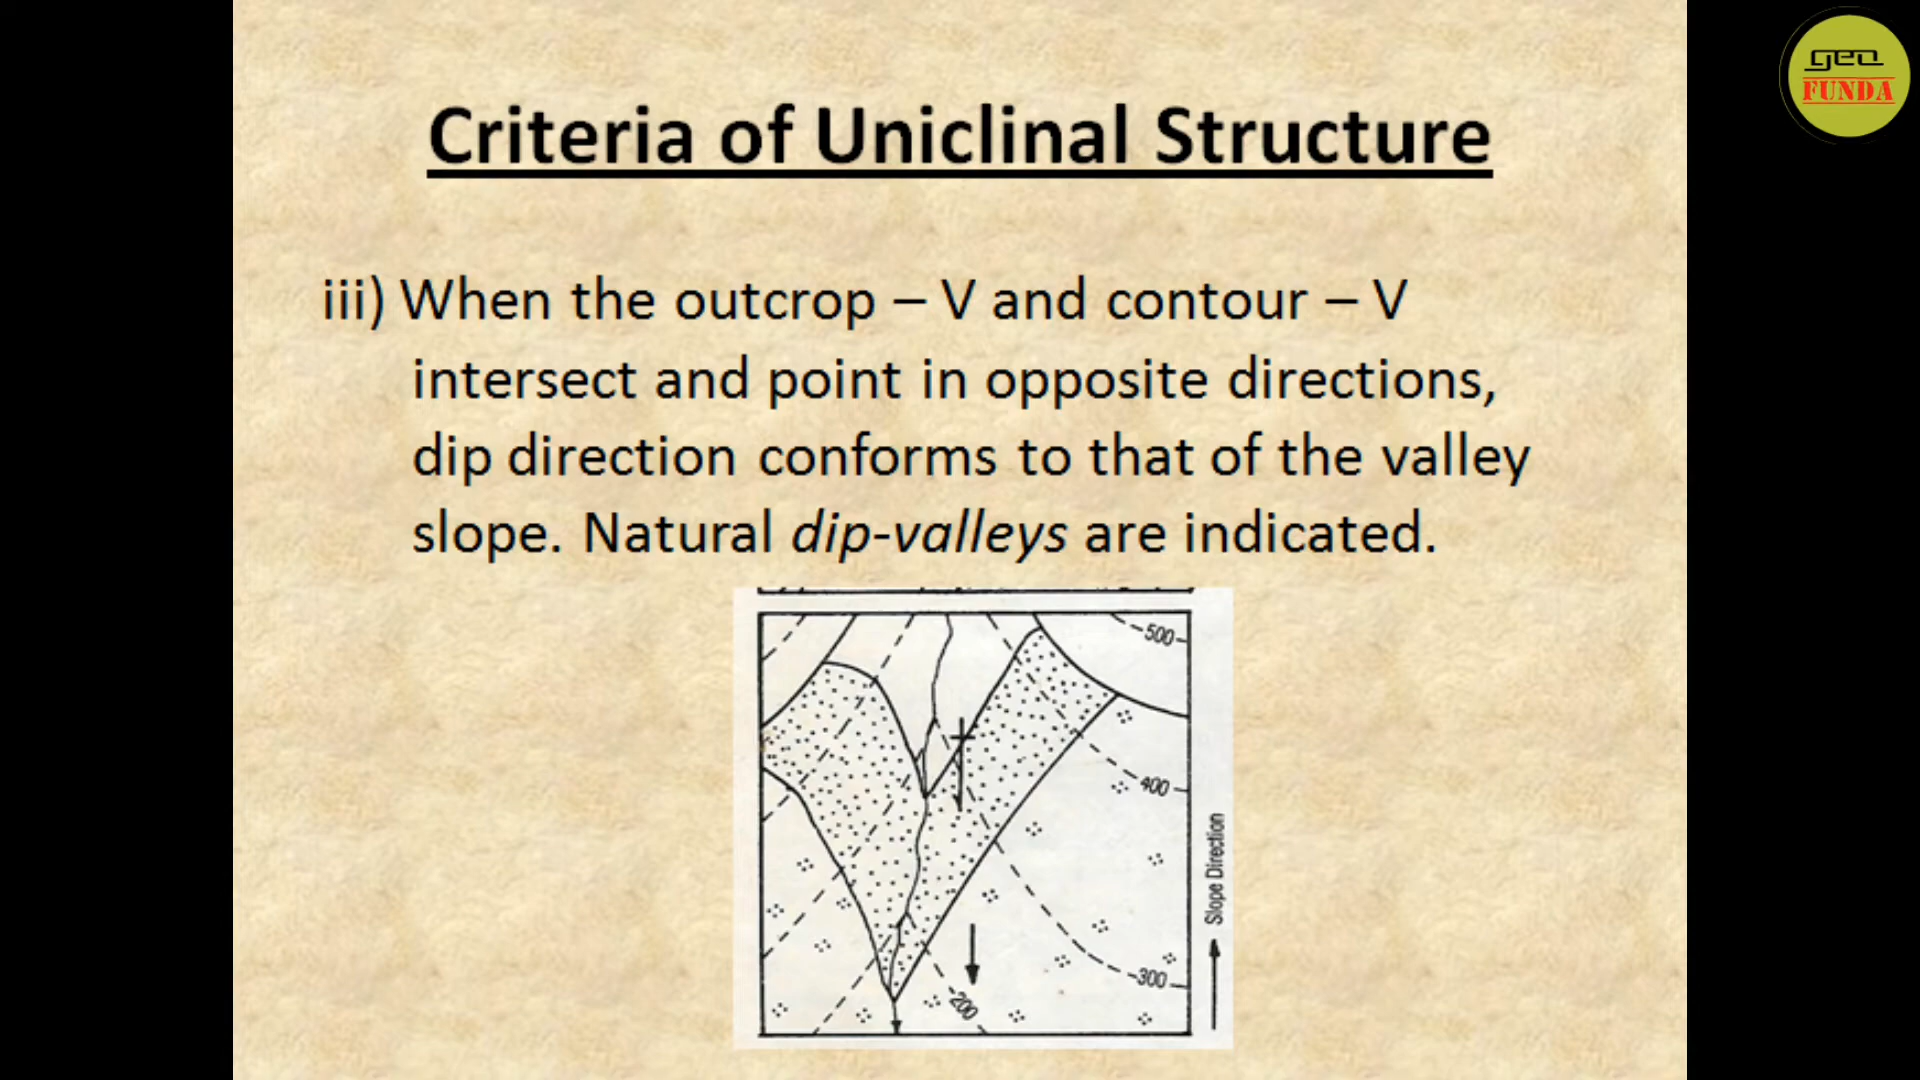 geo
FUNDA
Criteria of Uniclinal Structure
iii) When the outcrop – V and contour – V
intersect and point in opposite directions,
dip direction conforms to that of the valley
slope. Natural dip-valleys are indicated.
500
400
300
200
Slope Direction